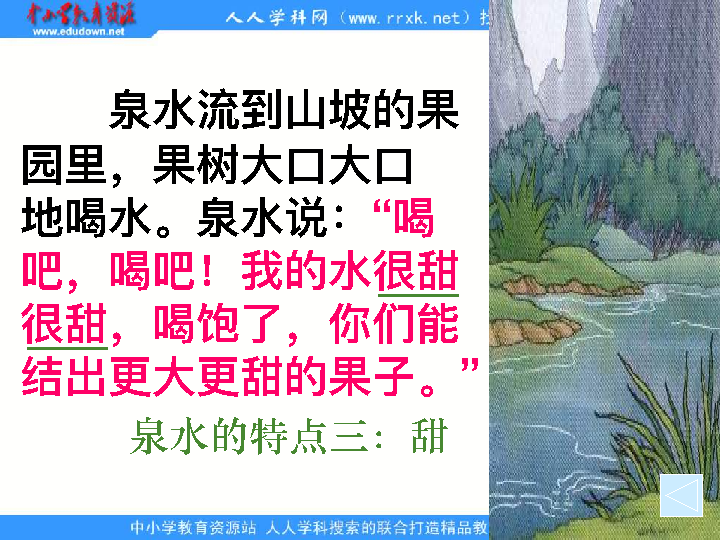 中小学教育资源
www.edudown.net
人人学科网（www.rrxk.net）
泉水流到山坡的果
园里，果树大口大口
地喝水。泉水说：“喝
吧，喝吧！我的水很甜
很甜，喝饱了，你们能
结出更大更甜的果子。”
泉水的特点三：甜
中小学教育资源站 人人学科搜索的联合打造精品教